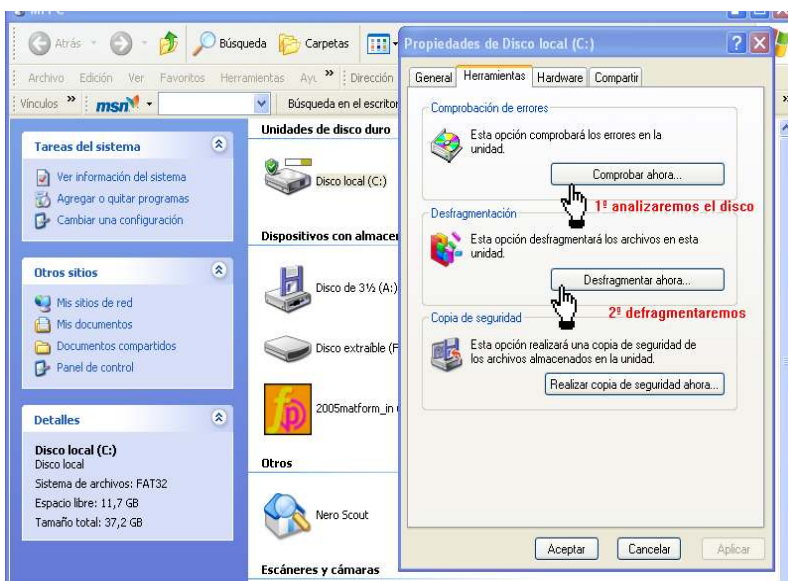 Mi PC
Atrás
Búsqueda
Carpetas
Archivo Edición Ver Favoritos Herramientas Ayu » Dirección
Vínculos » msn
Búsqueda en el escritor
Tareas del sistema
Ver información del sistema
Agregar o quitar programas
Cambiar una configuración
Otros sitios
Mis sitios de red
Mis documentos
Documentos compartidos
Panel de control
Detalles
Disco local (C:)
Disco local
Sistema de archivos: FAT32
Espacio libre: 11,7 GB
Tamaño total: 37,2 GB
Unidades de disco duro
Disco local (C:)
Dispositivos con almacen
Disco de 3½ (A:)
Disco extraíble (F
2005matform_in (
Otros
Nero Scout
Escáneres y cámaras
Propiedades de Disco local (C:)
General Herramientas Hardware Compartir
Comprobación de errores
Esta opción comprobará los errores en la
unidad.
Comprobar ahora...
1º analizaremos el disco
Desfragmentación
Esta opción desfragmentará los archivos en esta
unidad.
Desfragmentar ahora...
2º defragmentaremos
Copia de seguridad
Esta opción realizará una copia de seguridad de
los archivos almacenados en la unidad.
Realizar copia de seguridad ahora...
Aceptar Cancelar Aplicar